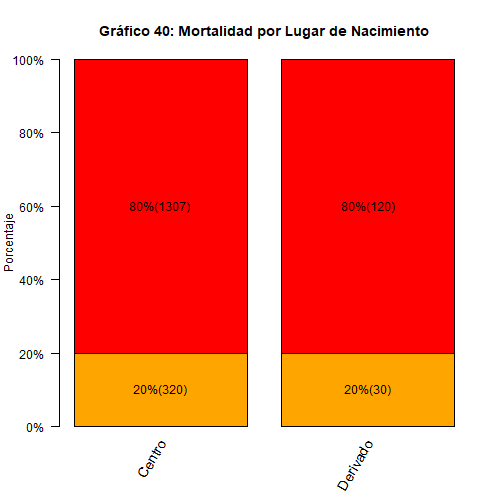 Gráfico 40: Mortalidad por Lugar de Nacimiento
100%
80%
60%
40%
20%
0%
Porcentaje
80%(1307)
80%(120)
20%(320)
20%(30)
Centro
Derivado